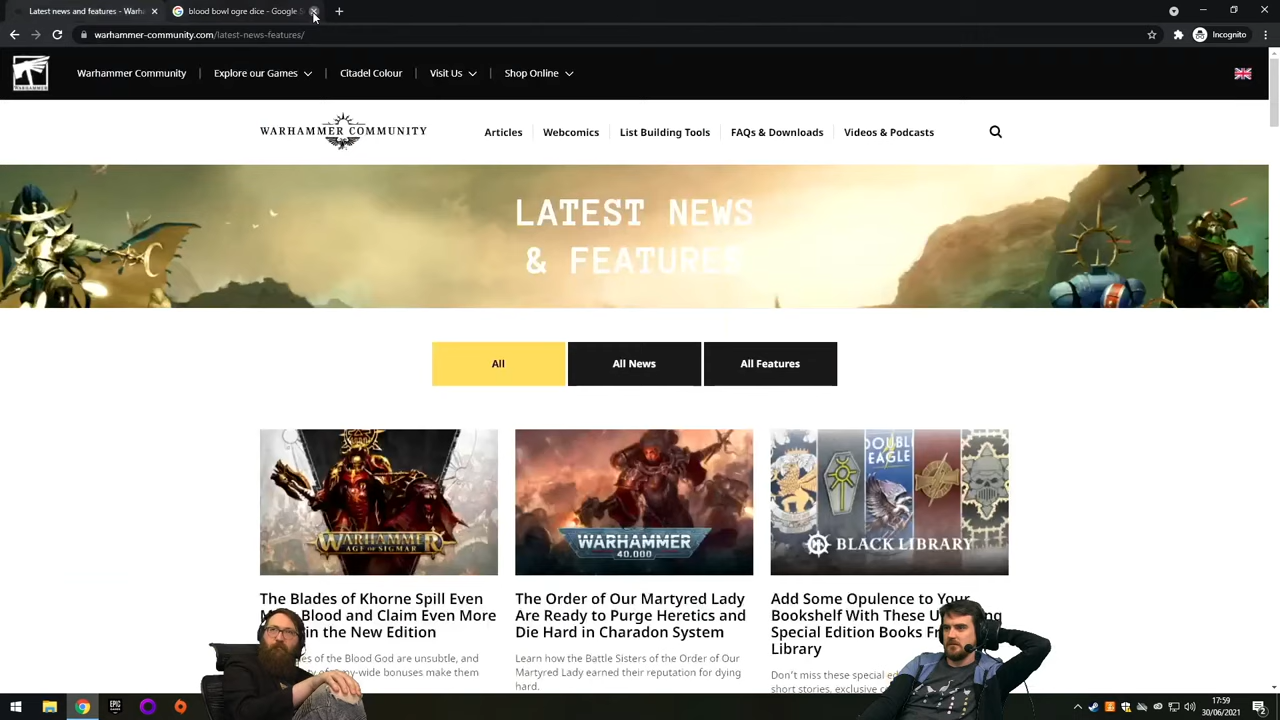 Latest news and features - Warha
blood bowl ogre dice - Google S
warhammer-community.com/latest-news-features/
Incognito
WARHAMMER
Warhammer Community
Explore our Games
Citadel Colour
Visit Us
Shop Online
WARHAMMER COMMUNITY
Articles
Webcomics
List Building Tools
FAQs & Downloads
Videos & Podcasts
LATEST NEWS
& FEATURES
All
All News
All Features
WARHAMMER
AGE OF SIGMAR
WARHAMMER
40,000
DOUBLE
EAGLE
BLACK LIBRARY
The Blades of Khorne Spill Even
Blood and Claim Even More
in the New Edition
es of the Blood God are unsubtle, and
y-wide bonuses make them
The Order of Our Martyred Lady
Are Ready to Purge Heretics and
Die Hard in Charadon System
Learn how the Battle Sisters of the Order of Our
Martyred Lady earned their reputation for dying
hard.
Add Some Opulence to Your
Bookshelf With These
Special Edition Books
Library
Don't miss these special
short stories, exclusive
EPIC
17:59
30/06/2021
2